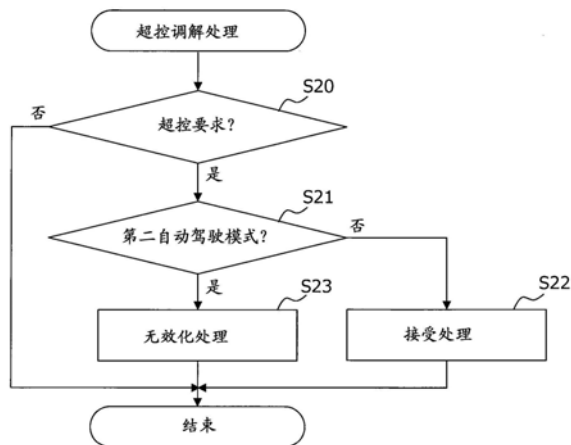 超控调解处理
S20
否
超控要求?
是
S21
第二自动驾驶模式?
否
是
S23
S22
无效化处理
接受处理
结束